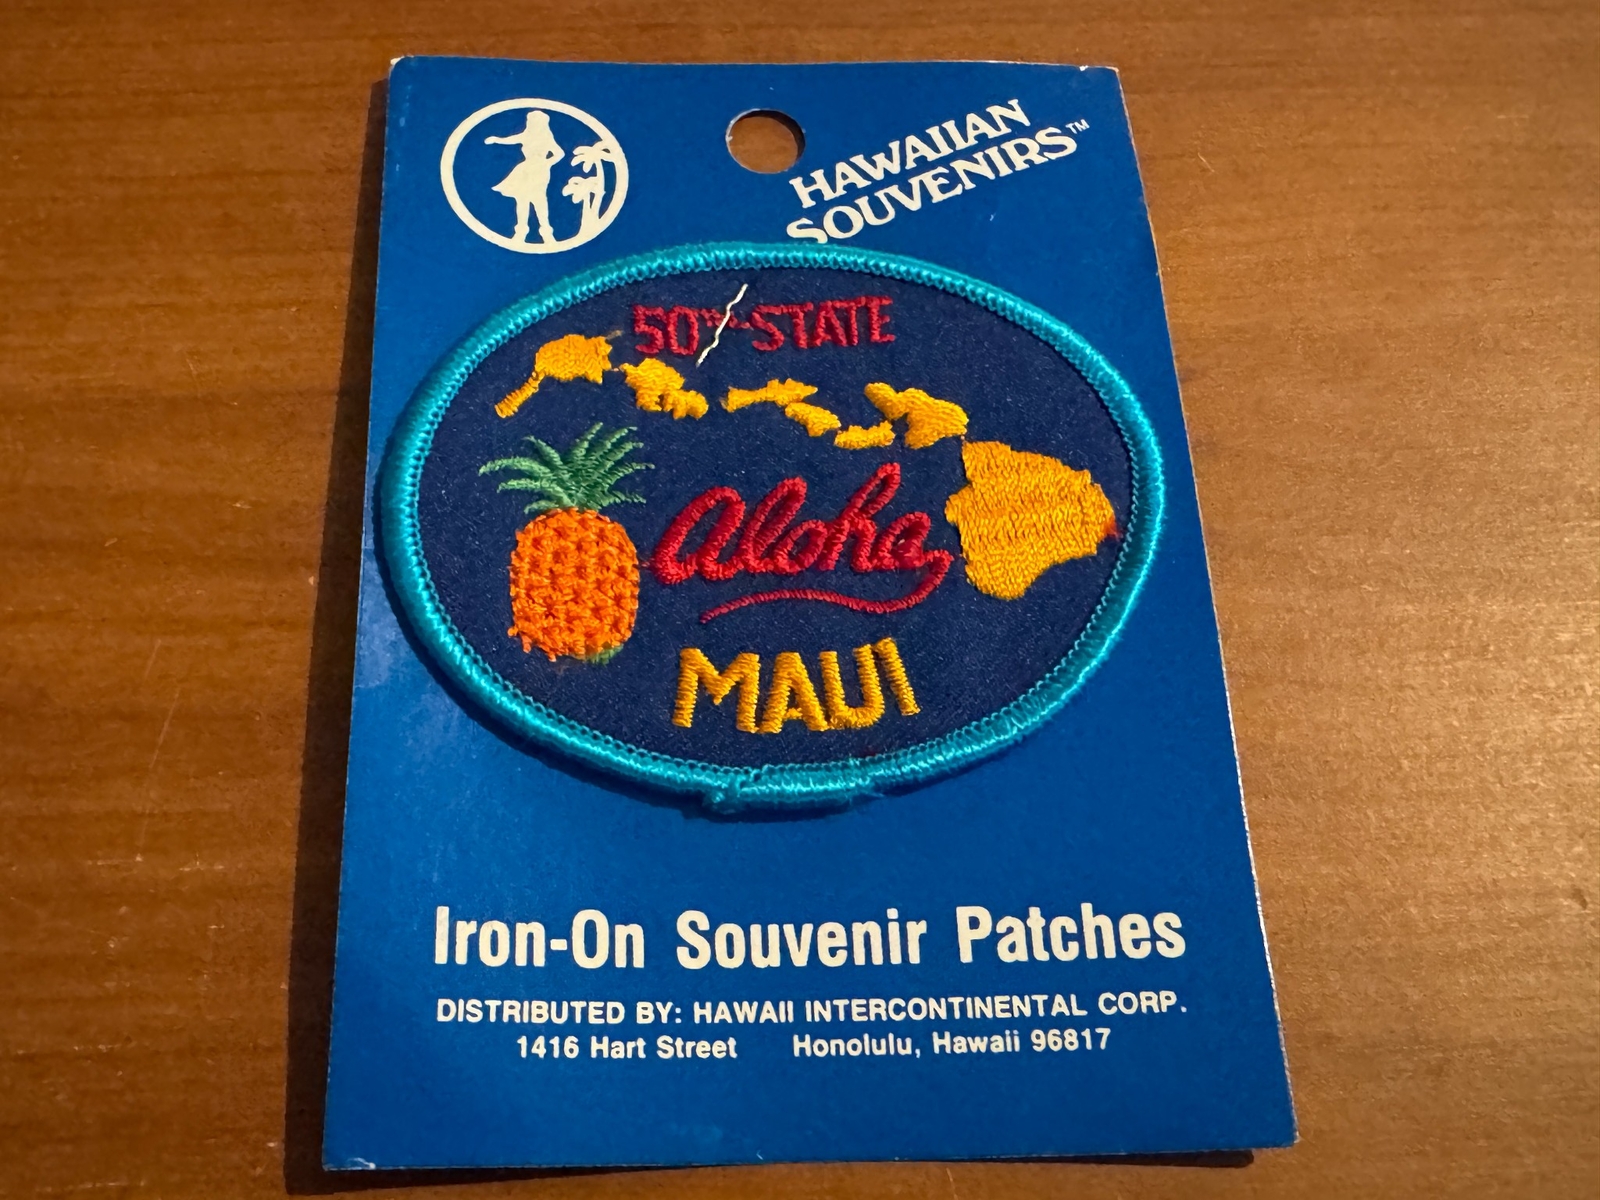 HAWAIIAN
SOUVENIRS™
50TH STATE
Aloha
MAUI
Iron-On Souvenir Patches
DISTRIBUTED BY: HAWAII INTERCONTINENTAL CORP.
1416 Hart Street Honolulu, Hawaii 96817